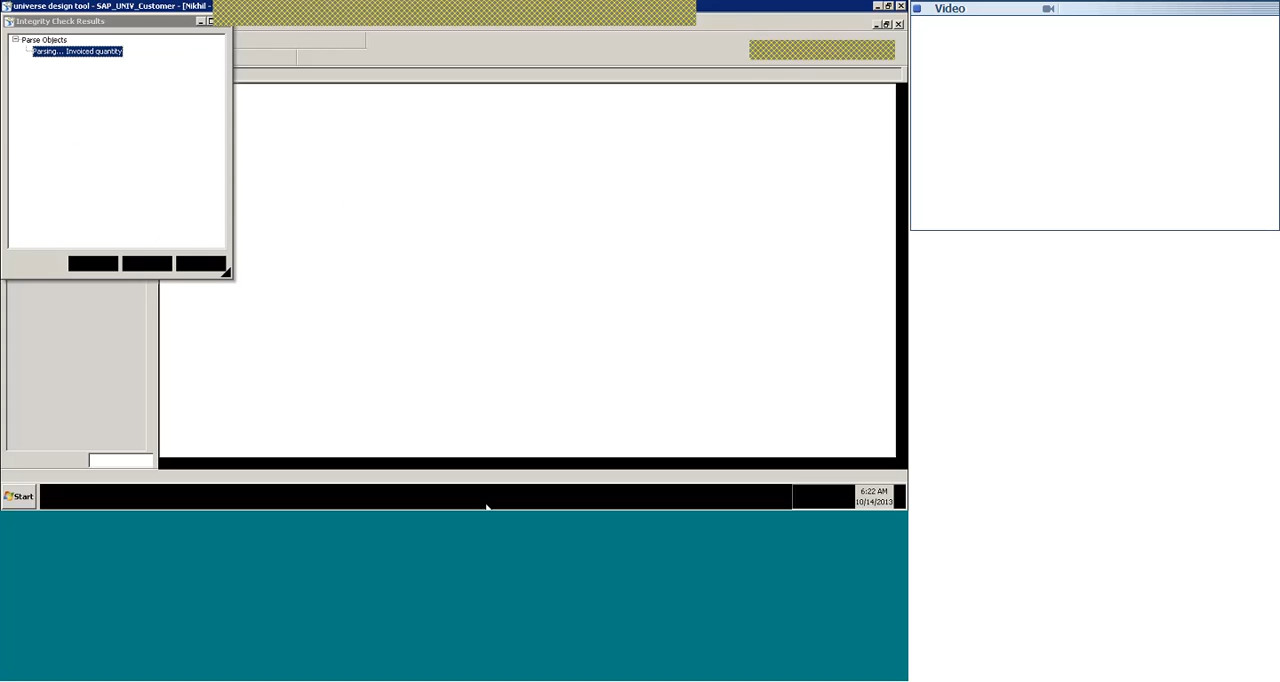 universe design tool - SAP_UNIV_Customer - [Nikhil -
Integrity Check Results
Parse Objects
Parsing... Invoiced quantity
Video
Start
6:22 AM
10/14/2013